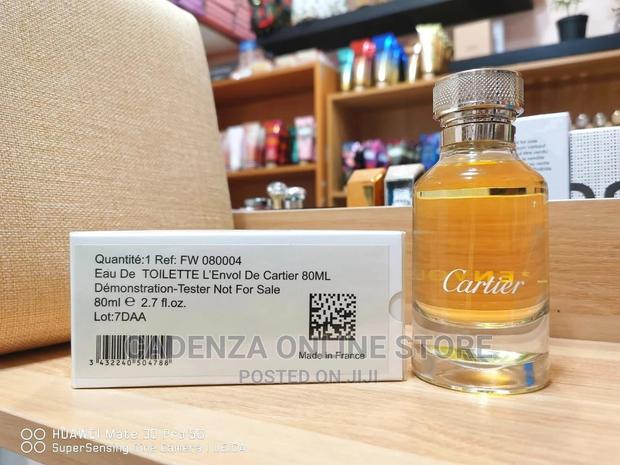 Quantité:1 Ref: FW 080004
Eau De TOILETTE L'Envol De Cartier 80ML
Démonstration-Tester Not For Sale
80ml ℮ 2.7 fl.oz.
Lot:7DAA
3 432240 504788
Made in France
Cartier
CADENZA ONLINE STORE
POSTED ON JIJI
HUAWEI Mate 30 Pro 5G
SuperSensing Cine Camera | LEICA